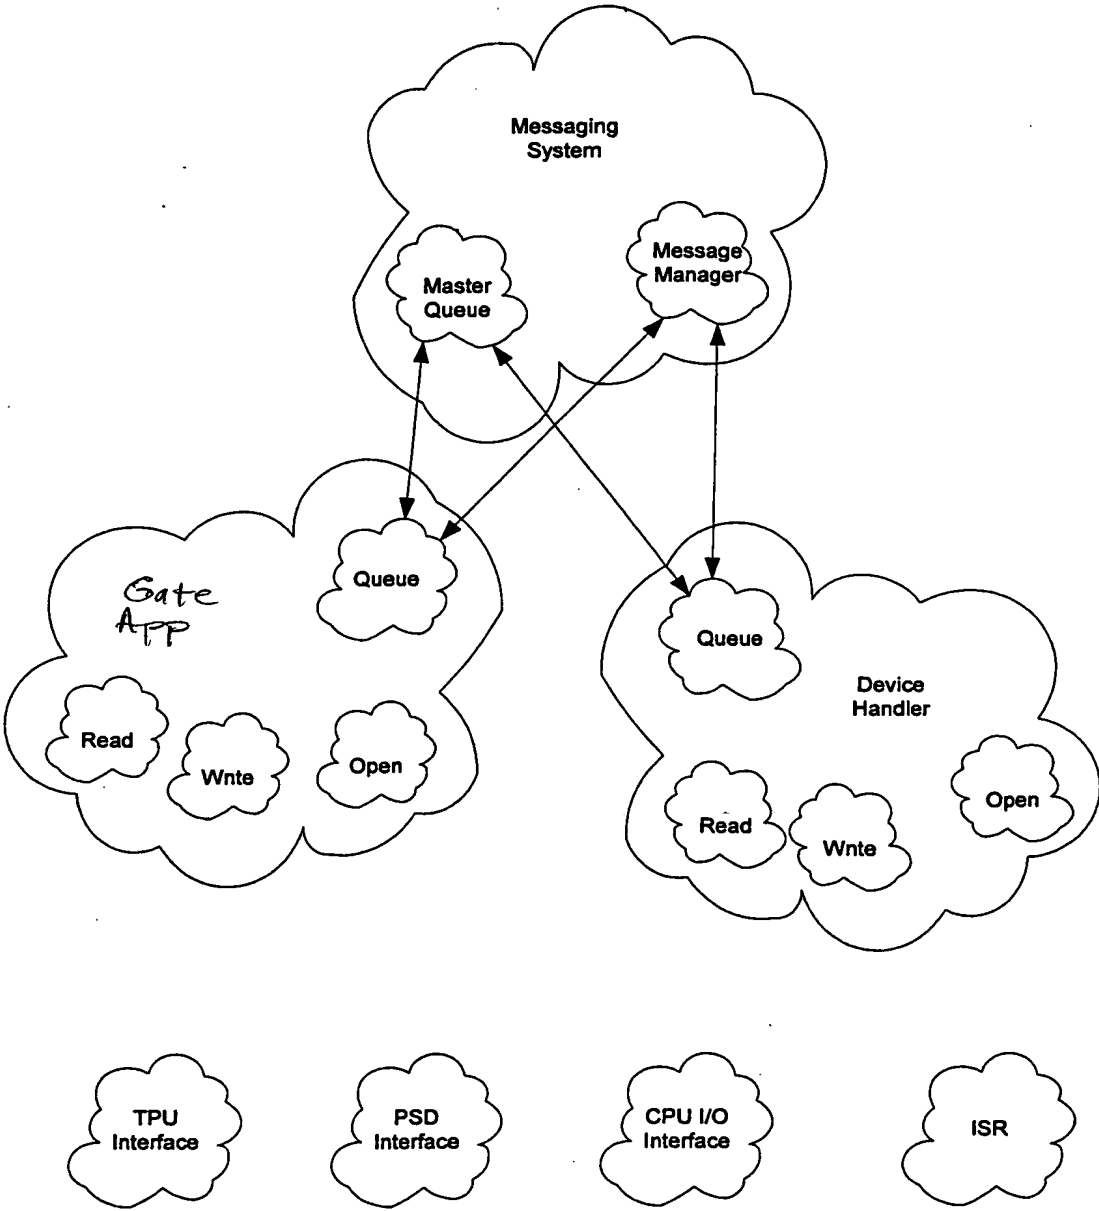 Messaging
System
Master
Queue
Message
Manager
Gate
App
Queue
Read
Wnte
Open
Queue
Device
Handler
Read
Wnte
Open
TPU
Interface
PSD
Interface
CPU I/O
Interface
ISR